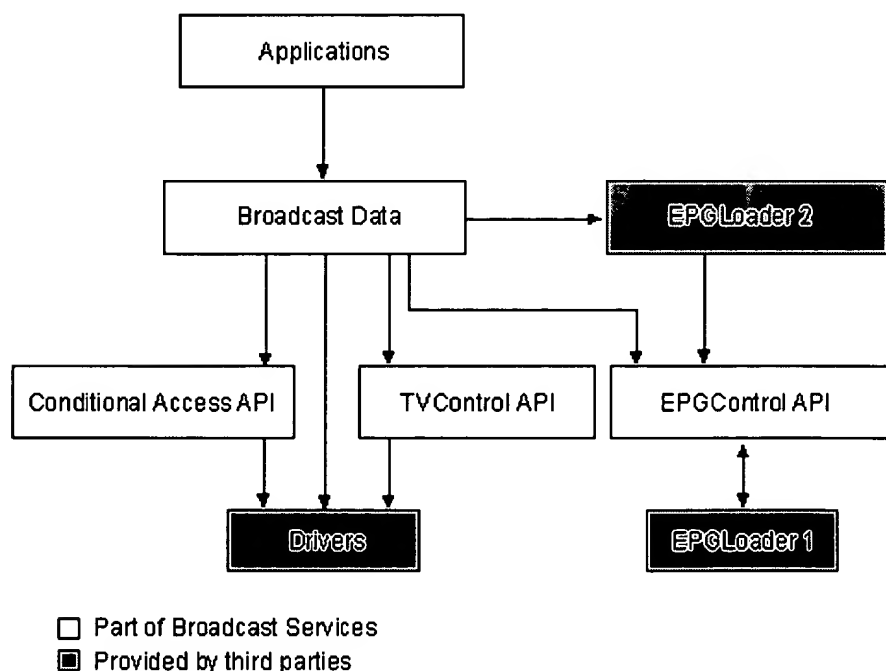 Applications
Broadcast Data
EPGLoader 2
Conditional Access API
TVControl API
EPGControl API
Drivers
EPGLoader 1
Part of Broadcast Services
Provided by third parties